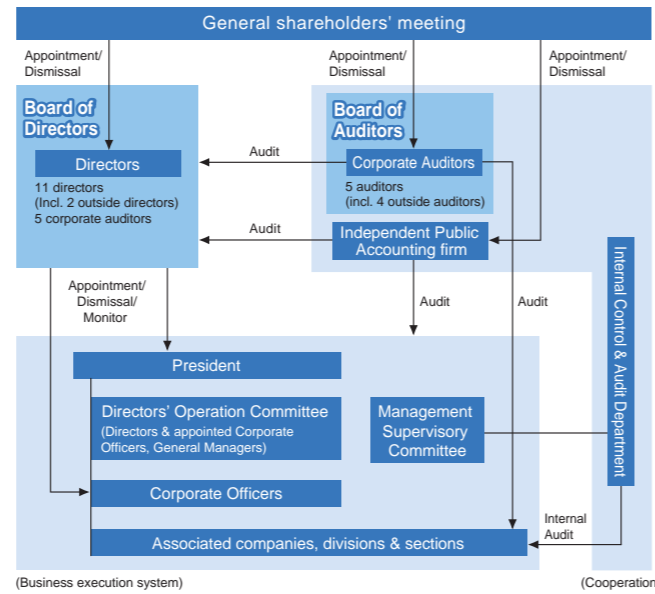 General shareholders' meeting
Appointment/
Dismissal
Appointment/
Dismissal
Appointment/
Dismissal
Board of
Directors
Directors
11 directors
(Incl. 2 outside directors)
5 corporate auditors
Audit
Board of
Auditors
Corporate Auditors
5 auditors
(incl. 4 outside auditors)
Audit
Independent Public
Accounting firm
Internal Control & Audit Department
Appointment/
Dismissal/
Monitor
Audit
Audit
President
Directors' Operation Committee
(Directors & appointed Corporate
Officers, General Managers)
Management
Supervisory
Committee
Corporate Officers
Internal
Audit
Associated companies, divisions & sections
(Business execution system)
(Cooperation